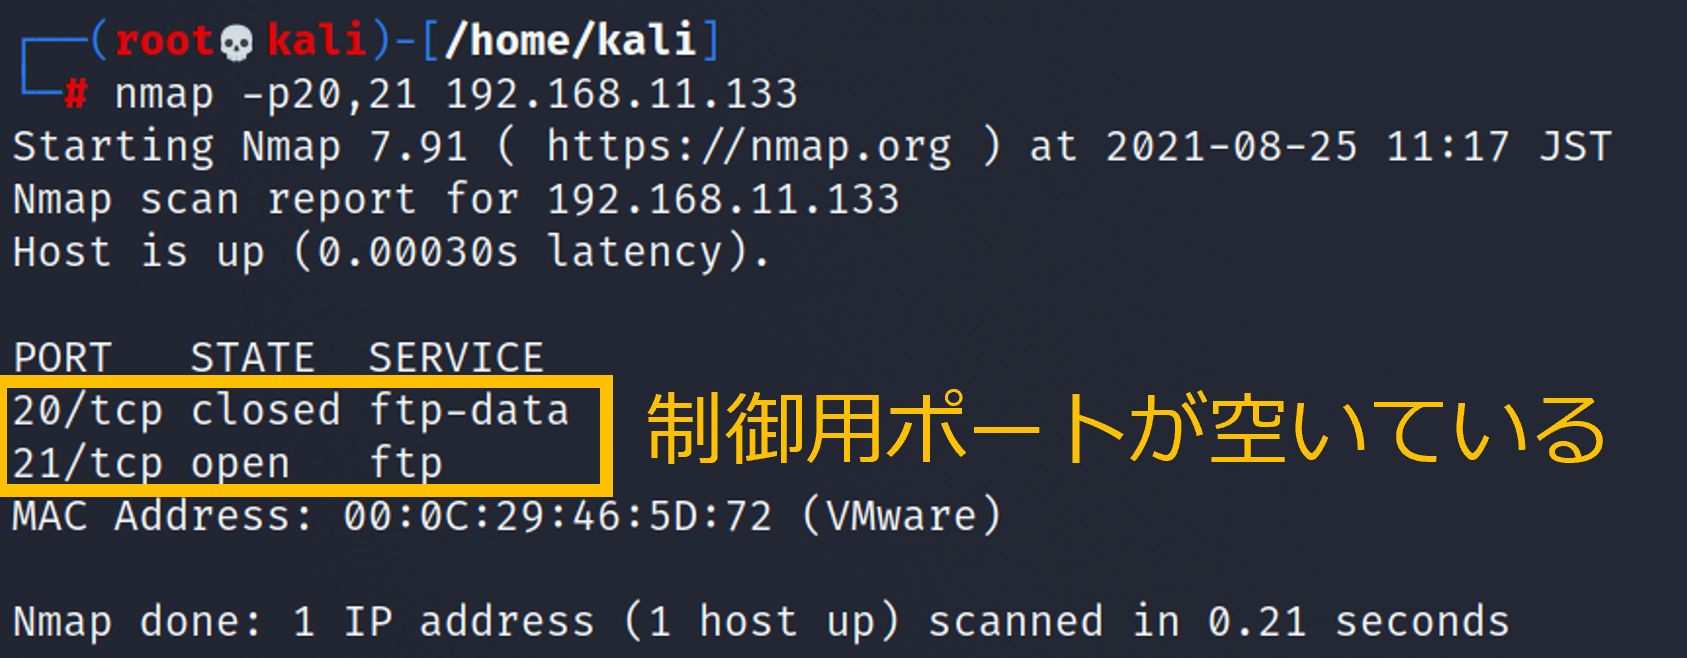 (root💀kali)-[/home/kali]
# nmap -p20,21 192.168.11.133
Starting Nmap 7.91 ( https://nmap.org ) at 2021-08-25 11:17 JST
Nmap scan report for 192.168.11.133
Host is up (0.00030s latency).
PORT   STATE  SERVICE
20/tcp closed ftp-data
21/tcp open   ftp
制御用ポートが空いている
MAC Address: 00:0C:29:46:5D:72 (VMware)
Nmap done: 1 IP address (1 host up) scanned in 0.21 seconds